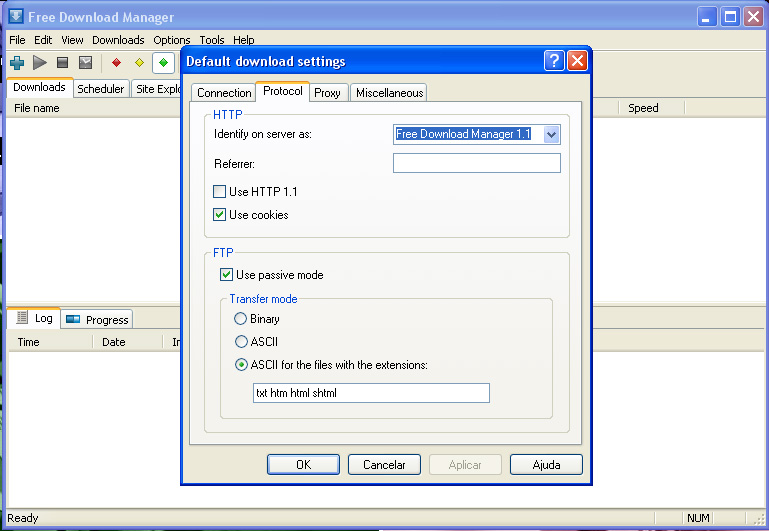 Free Download Manager
File Edit View Downloads Options Tools Help
Default download settings
Downloads Scheduler Site Explo
File name
Speed
Connection Protocol Proxy Miscellaneous
HTTP
Identify on server as: Free Download Manager 1.1
Referrer:
Use HTTP 1.1
Use cookies
FTP
Use passive mode
Transfer mode
Binary
ASCII
ASCII for the files with the extensions:
txt htm html shtml
Log Progress
Time Date In
OK Cancelar Aplicar Ajuda
Ready NUM